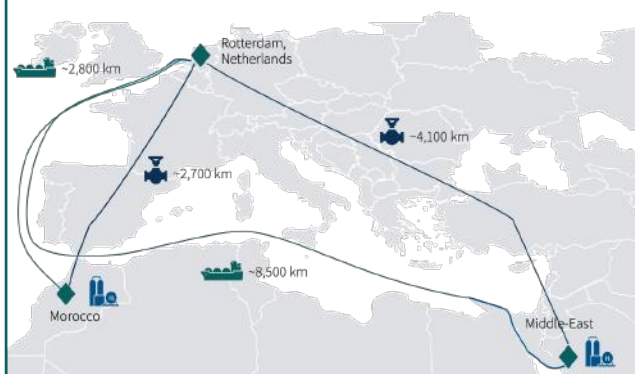 Rotterdam,
Netherlands
~2,800 km
~4,100 km
~2,700 km
~8,500 km
Morocco
Middle-East